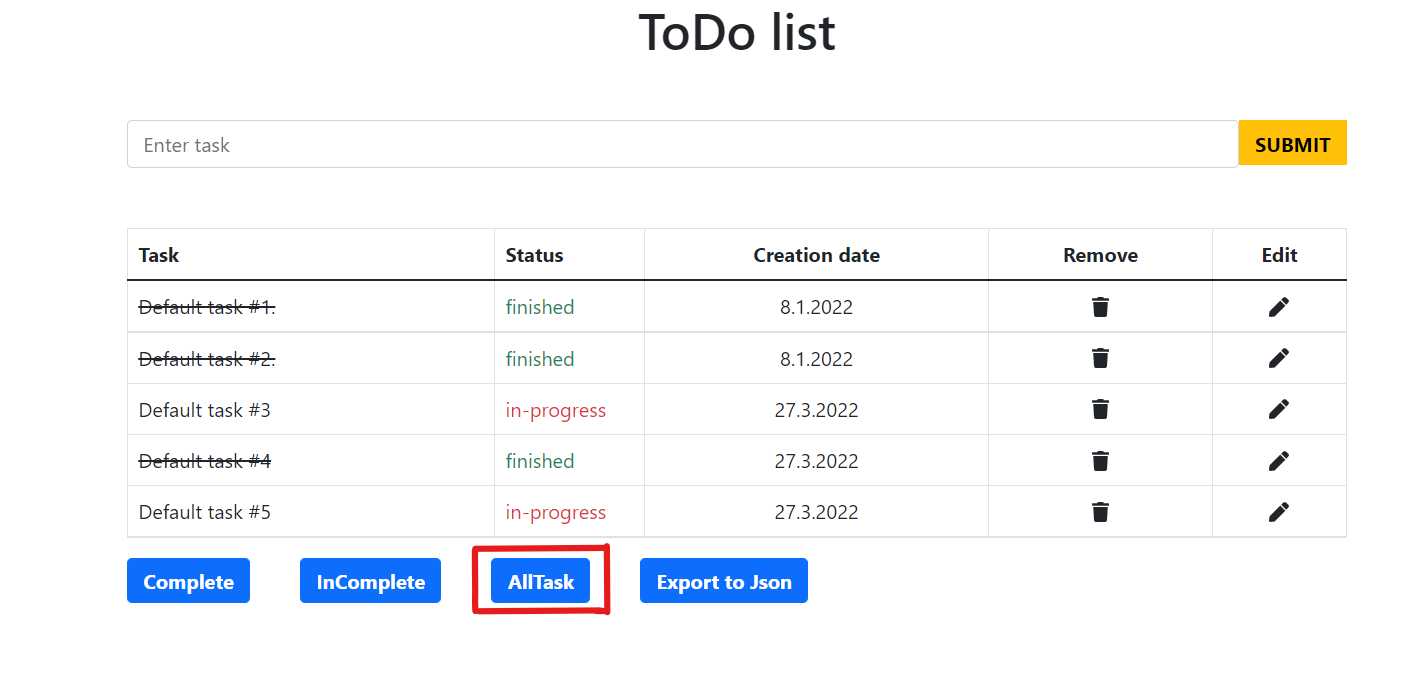 ToDo list
Enter task SUBMIT
Task Status Creation date Remove Edit
Default task #1. finished 8.1.2022
Default task #2. finished 8.1.2022
Default task #3 in-progress 27.3.2022
Default task #4 finished 27.3.2022
Default task #5 in-progress 27.3.2022
Complete InComplete AllTask Export to Json